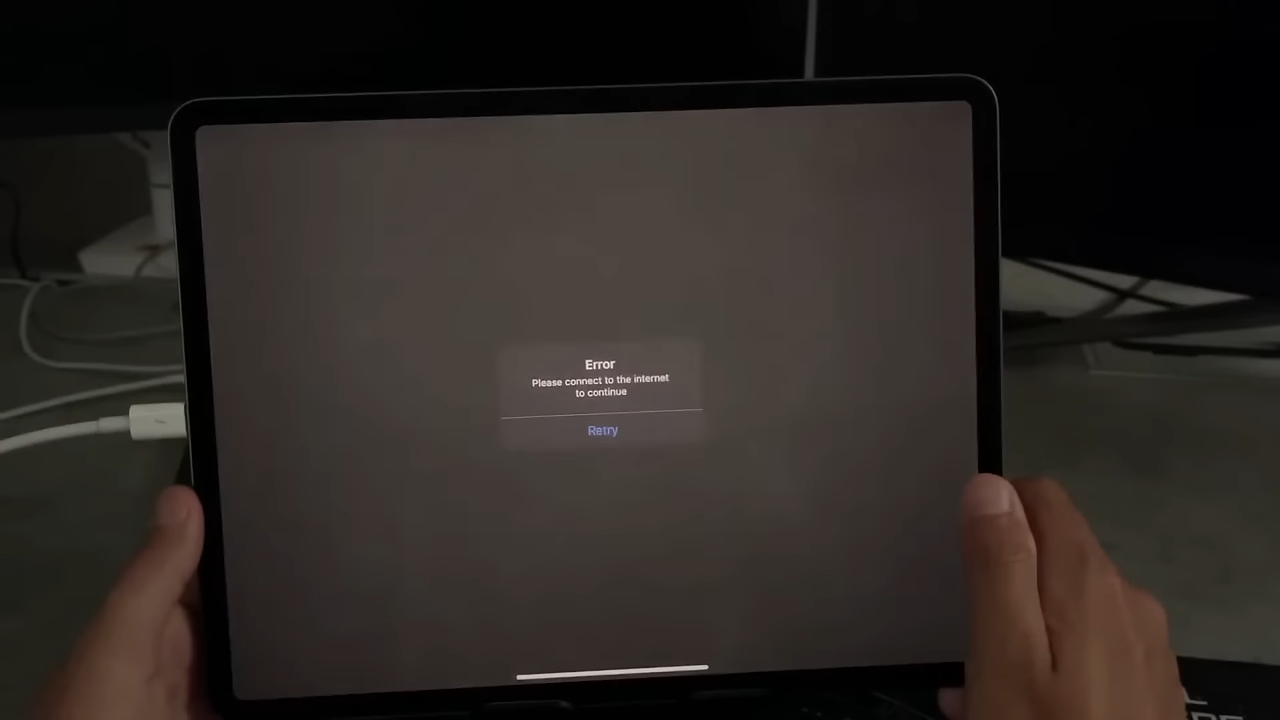 Error
Please connect to the internet
to continue
Retry